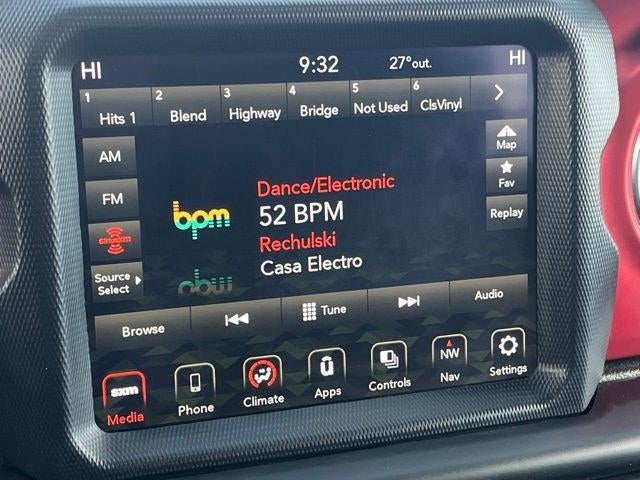 HI 9:32 27° out. HI
1 Hits 1 2 Blend 3 Highway 4 Bridge 5 Not Used 6 ClsVinyl
AM
Map
FM
Fav
siriusxm
Replay
Source Select
bpm
Dance/Electronic
52 BPM
Rechulski
Casa Electro
Browse Tune Audio
sxm NW
Media Phone Climate Apps Controls Nav Settings